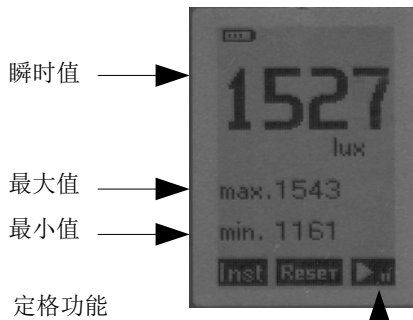 瞬时值
1527
lux
最大值
max.1543
最小值
min. 1161
Inst Reset
定格功能